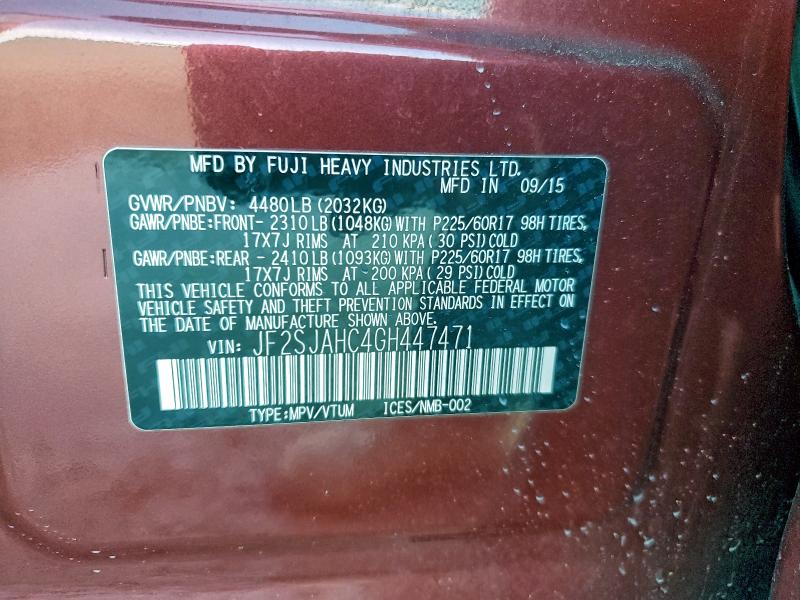 MFD BY FUJI HEAVY INDUSTRIES LTD.
MFD IN 09/15
GVWR/PNBV: 4480LB(2032KG)
GAWR/PNBE:FRONT- 2310LB(1048KG)WITH P225/60R17 98H TIRES,
17X7J RIMS AT 210 KPA( 30 PSI)COLD
GAWR/PNBE:REAR - 2410LB(1093KG)WITH P225/60R17 98H TIRES,
17X7J RIMS AT 200 KPA( 29 PSI)COLD
THIS VEHICLE CONFORMS TO ALL APPLICABLE FEDERAL MOTOR
VEHICLE SAFETY AND THEFT PREVENTION STANDARDS IN EFFECT ON
THE DATE OF MANUFACTURE SHOWN ABOVE.
VIN: JF2SJAHC4GH447471
TYPE:MPV/VTUM ICES/NMB-002